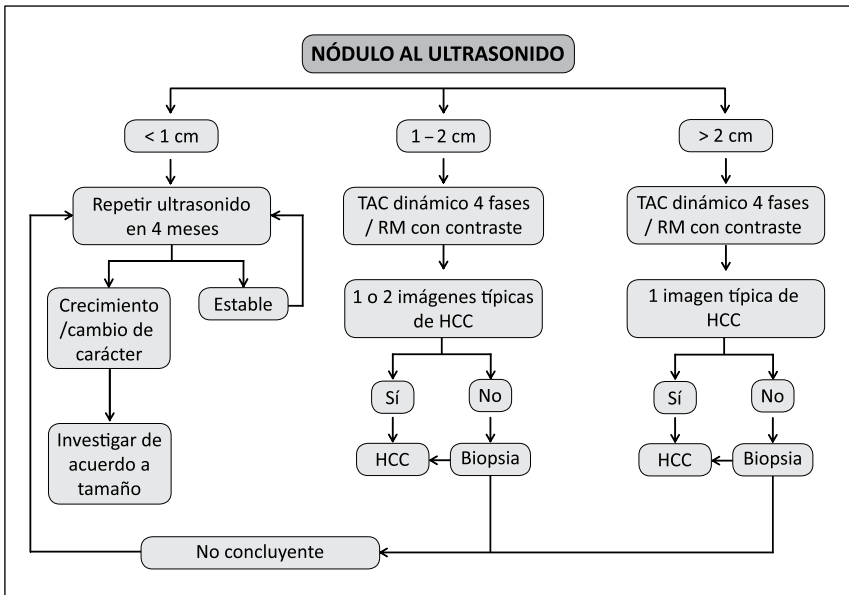 NÓDULO AL ULTRASONIDO
< 1 cm
1 – 2 cm
> 2 cm
Repetir ultrasonido
en 4 meses
TAC dinámico 4 fases
/ RM con contraste
TAC dinámico 4 fases
/ RM con contraste
Crecimiento
/cambio de
carácter
Estable
1 o 2 imágenes típicas
de HCC
1 imagen típica de
HCC
Sí
No
Sí
No
Investigar de
acuerdo a
tamaño
HCC
Biopsia
HCC
Biopsia
No concluyente